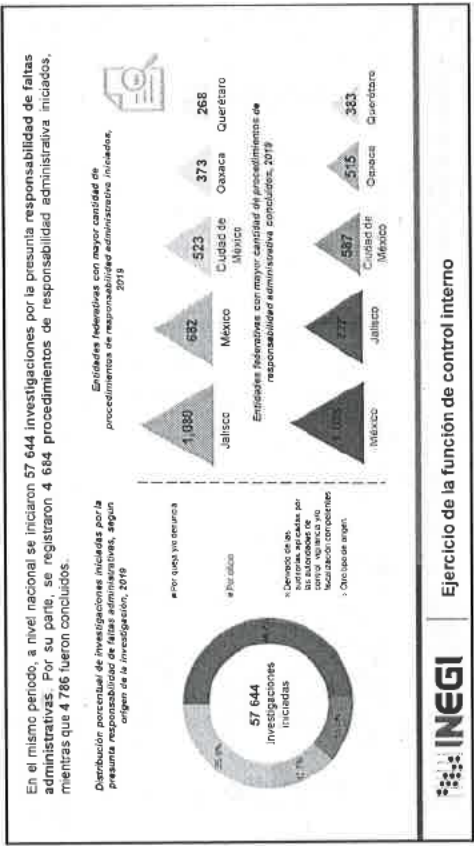 En el mismo periodo, a nivel nacional se iniciaron 57 644 investigaciones por la presunta responsabilidad de faltas
administrativas. Por su parte, se registraron 4 684 procedimientos de responsabilidad administrativa iniciados,
mientras que 4 786 fueron concluidos.
Distribución porcentual de investigaciones iniciadas por la
presunta responsabilidad de faltas administrativas, según
origen de la investigación, 2019
57 644
Investigaciones
iniciadas
Por queja y/o denuncia
Por oficio
Derivado de las
auditorías aplicadas por
las autoridades de
control vigilancia y/o
fiscalización competentes
Otro tipo de origen.
Entidades federativas con mayor cantidad de
procedimientos de responsabilidad administrativa iniciados,
2019
1,080
682
523
373
268
Jalisco
México
Ciudad de
México
Oaxaca
Querétaro
Entidades federativas con mayor cantidad de procedimientos de
responsabilidad administrativa concluidos, 2019
587
515
383
México
Jalisco
Ciudad de
México
Oaxaca
Querétaro
INEGI
Ejercicio de la función de control interno